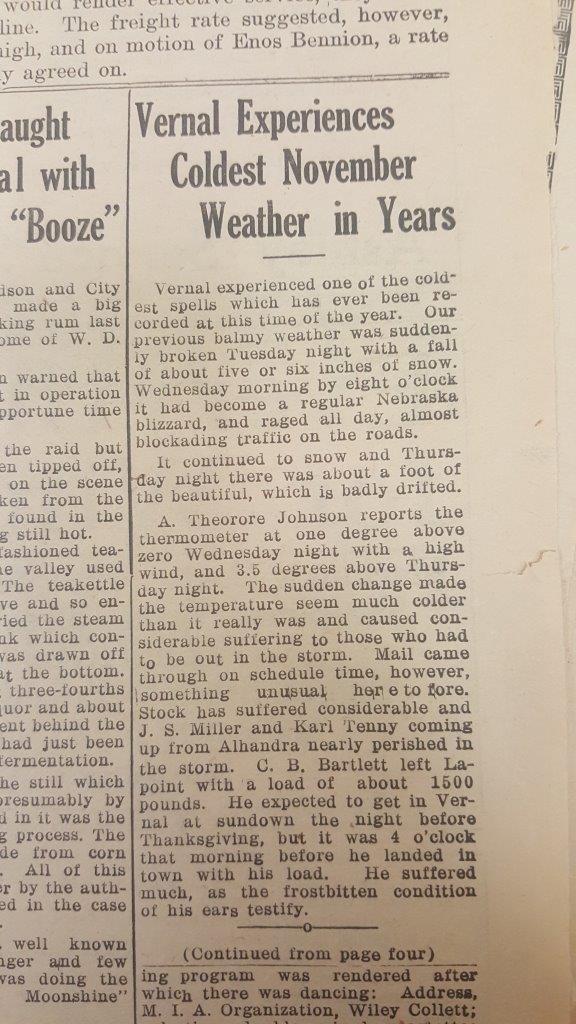 would render effective
line. The freight rate suggested, however,
high, and on motion of Enos Bennion, a rate
ly agreed on.
aught
al with
"Booze"
dson and City
made a big
king rum last
ome of W. D.
n warned that
t in operation
pportune time
the raid but
en tipped off,
on the scene
ken from the
found in the
g still hot.
fashioned tea-
e valley used
The teakettle
ve and so en-
ried the steam
nk which con-
was drawn off
at the bottom.
three-fourths
quor and about
ent behind the
had just been
fermentation.
he still which
presumably by
d in it was the
g process. The
de from corn
. All of this
er by the auth-
ed in the case
. well known
nger and few
was doing the
Moonshine"
Vernal Experiences
Coldest November
Weather in Years
Vernal experienced one of the cold-
est spells which has ever been re-
corded at this time of the year. Our
previous balmy weather was sudden-
ly broken Tuesday night with a fall
of about five or six inches of snow.
Wednesday morning by eight o'clock
it had become a regular Nebraska
blizzard, and raged all day, almost
blockading traffic on the roads.
It continued to snow and Thurs-
day night there was about a foot of
the beautiful, which is badly drifted.
A. Theorore Johnson reports the
thermometer at one degree above
zero Wednesday night with a high
wind, and 3.5 degrees above Thurs-
day night. The sudden change made
the temperature seem much colder
than it really was and caused con-
siderable suffering to those who had
to be out in the storm. Mail came
through on schedule time, however,
something unusual her e to fore.
Stock has suffered considerable and
J. S. Miller and Karl Tenny coming
up from Alhandra nearly perished in
the storm. C. B. Bartlett left La-
point with a load of about 1500
pounds. He expected to get in Ver-
nal at sundown the night before
Thanksgiving, but it was 4 o'clock
that morning before he landed in
town with his load. He suffered
much, as the frostbitten condition
of his ears testify.
(Continued from page four)
ing program was rendered after
which there was dancing: Address,
M. I. A. Organization, Wiley Collett;